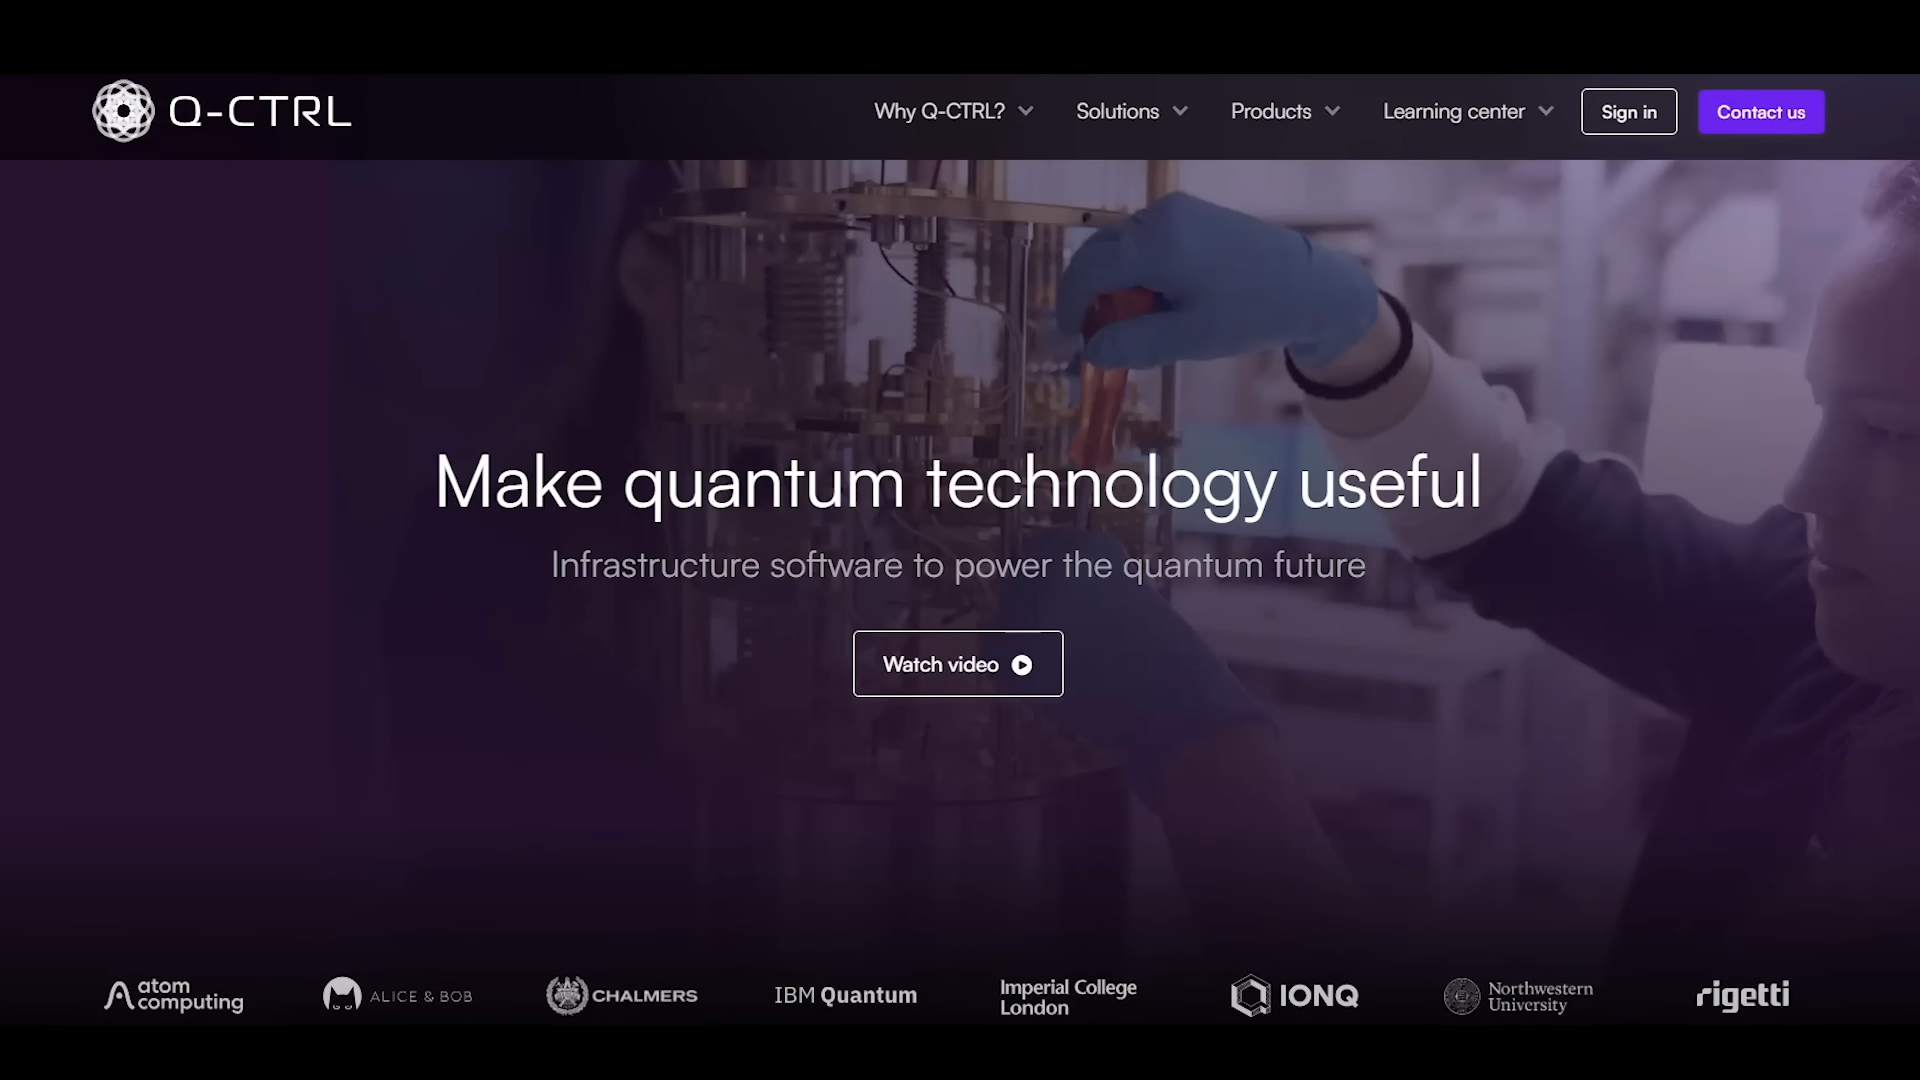 Q-CTRL
Why Q-CTRL?
Solutions
Products
Learning center
Sign in
Contact us
Make quantum technology useful
Infrastructure software to power the quantum future
Watch video
atom
computing
ALICE & BOB
CHALMERS
IBM Quantum
Imperial College
London
IONQ
Northwestern
University
rigetti